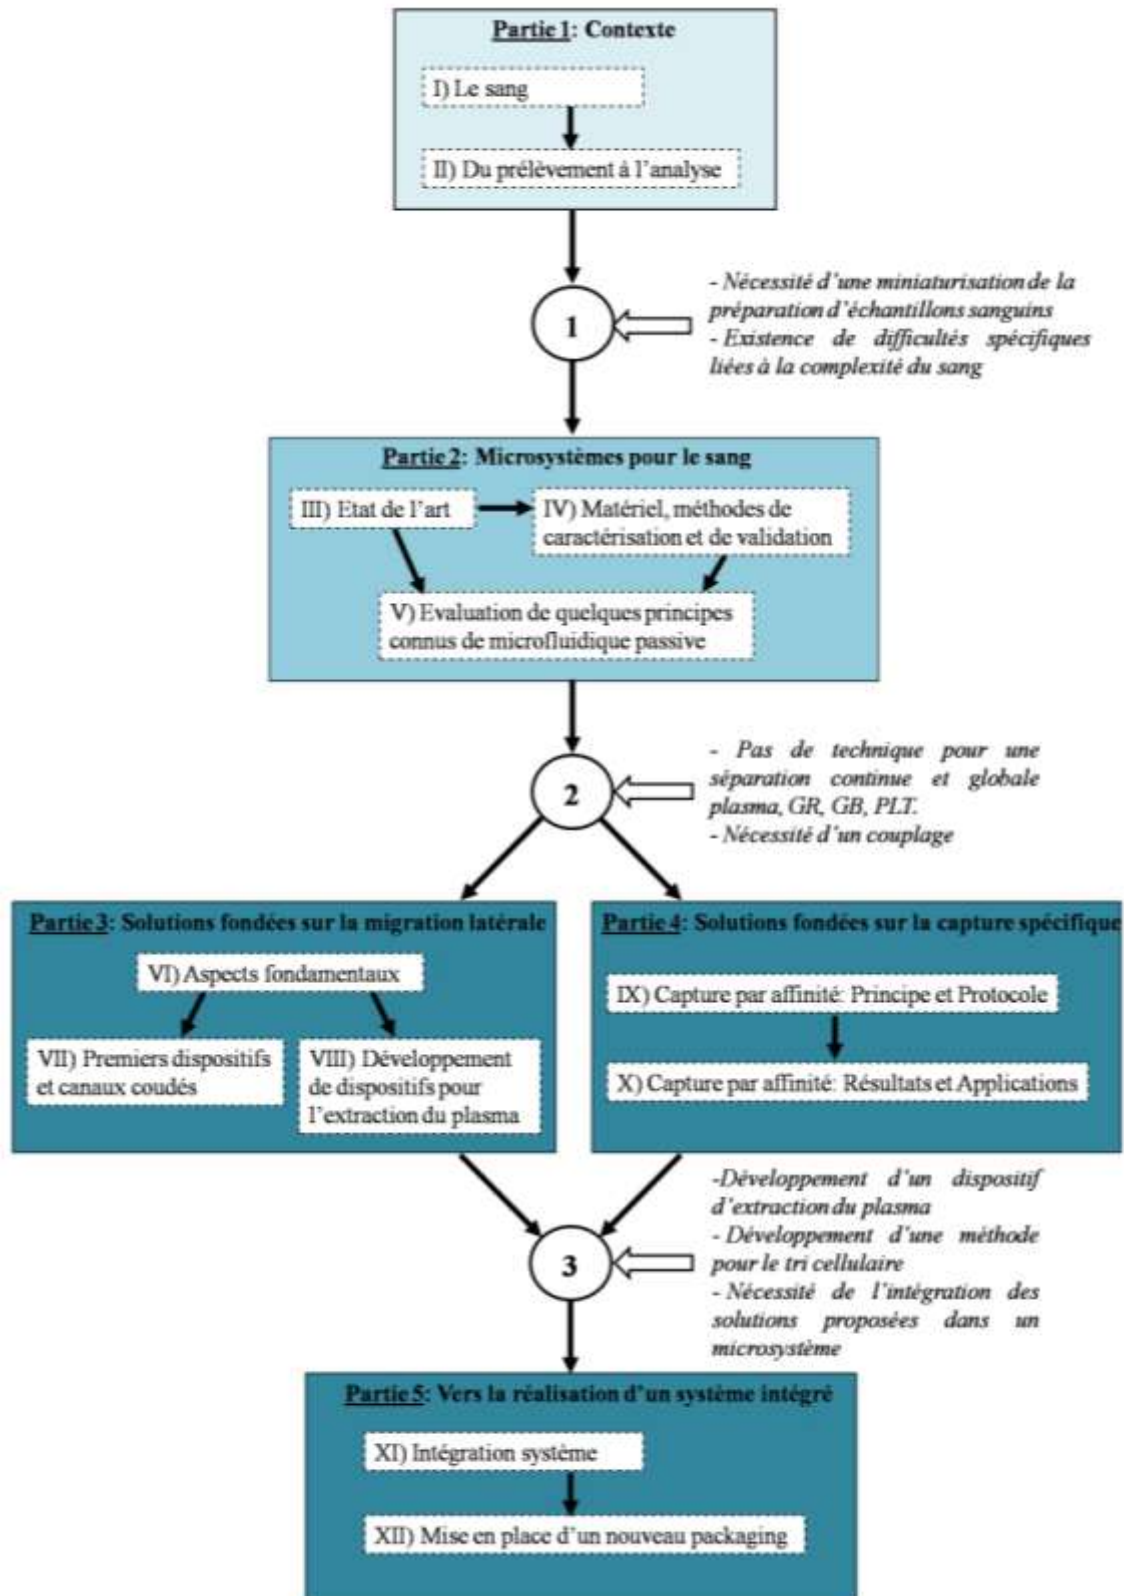 Partie 1: Contexte
I) Le sang
II) Du prélèvement à l'analyse
1
- Nécessité d'une miniaturisation de la
préparation d'échantillons sanguins
- Existence de difficultés spécifiques
liées à la complexité du sang
Partie 2: Microsystèmes pour le sang
III) Etat de l'art
IV) Matériel, méthodes de
caractérisation et de validation
V) Evaluation de quelques principes
connus de microfluidique passive
2
- Pas de technique pour une
séparation continue et globale
plasma, GR, GB, PLT.
- Nécessité d'un couplage
Partie 3: Solutions fondées sur la migration latérale
VI) Aspects fondamentaux
VII) Premiers dispositifs
et canaux coudés
VIII) Développement
de dispositifs pour
l'extraction du plasma
Partie 4: Solutions fondées sur la capture spécifique
IX) Capture par affinité: Principe et Protocole
X) Capture par affinité: Résultats et Applications
3
-Développement d'un dispositif
d'extraction du plasma
- Développement d'une méthode
pour le tri cellulaire
- Nécessité de l'intégration des
solutions proposées dans un
microsystème
Partie 5: Vers la réalisation d'un système intégré
XI) Intégration système
XII) Mise en place d'un nouveau packaging